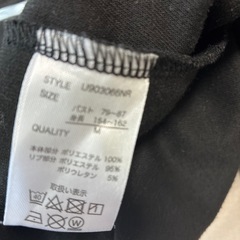 STYLE U903066NR
SIZE
バスト 79~87
身長 154~162
M
QUALITY
本体部分 ポリエステル 100%
リブ部分 ポリエステル 95%
ポリウレタン 5%
取扱い表示
40